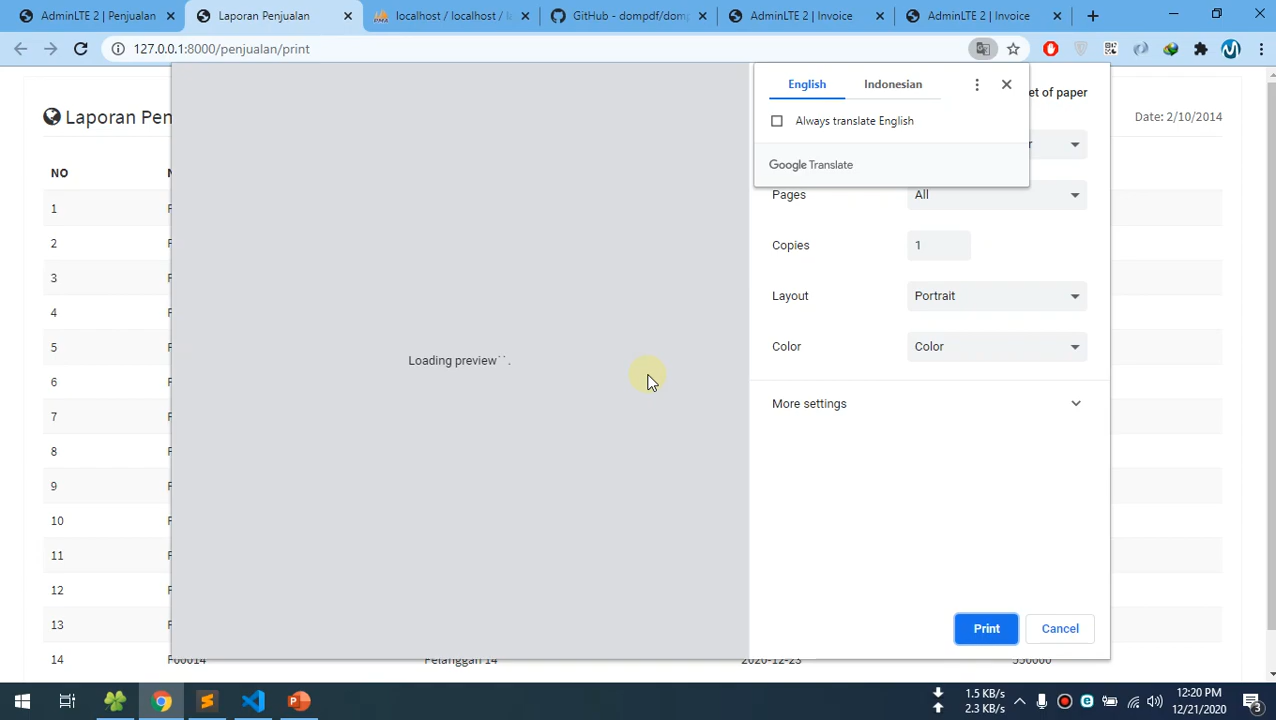 AdminLTE 2 | Penjualan
Laporan Penjualan
localhost / localhost /
GitHub - dompdf/domp
AdminLTE 2 | Invoice
AdminLTE 2 | Invoice
127.0.0.1:8000/penjualan/print
English
Indonesian
Always translate English
Google Translate
et of paper
Laporan Pen
Date: 2/10/2014
NO
Pages
All
Copies
1
Layout
Portrait
Color
Color
More settings
Loading preview``.
1
2
3
4
5
6
7
8
9
10
11
12
13
14
F00014
Pelanggan 14
2020-12-23
550000
Print
Cancel
1.5 KB/s
2.3 KB/s
12:20 PM
12/21/2020
3